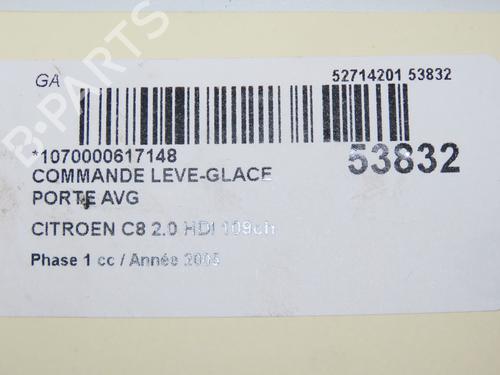 GA
52714201 53832
B-PARTS
*1070000617148
53832
COMMANDE LEVE-GLACE
PORTE AVG
CITROEN C8 2.0 HDI 109ch
Phase 1 cc / Année 2005